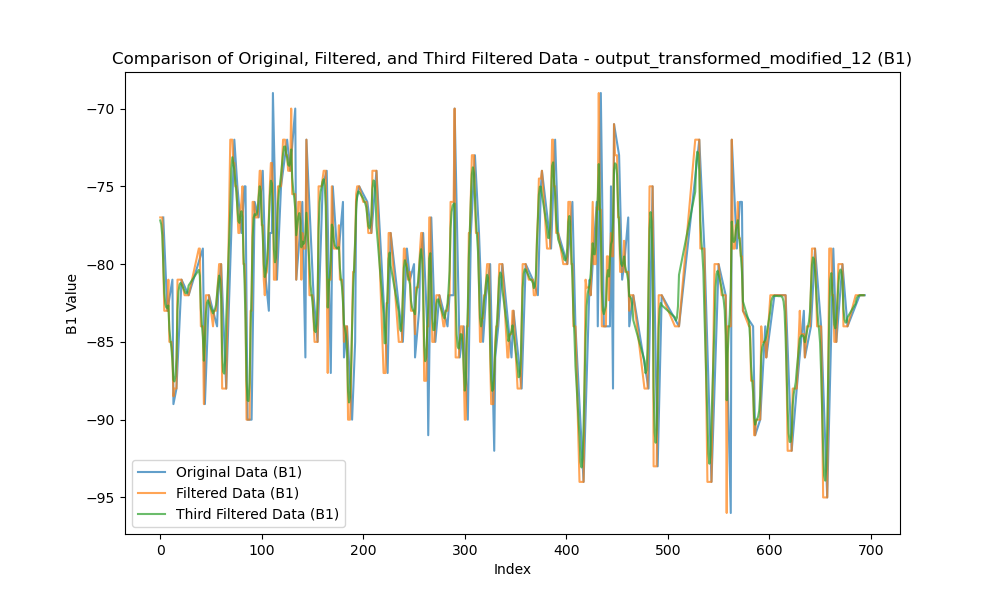 Comparison of Original, Filtered, and Third Filtered Data - output_transformed_modified_12 (B1)
B1 Value
−70
−75
−80
−85
−90
−95
Original Data (B1)
Filtered Data (B1)
Third Filtered Data (B1)
0 100 200 300 400 500 600 700
Index